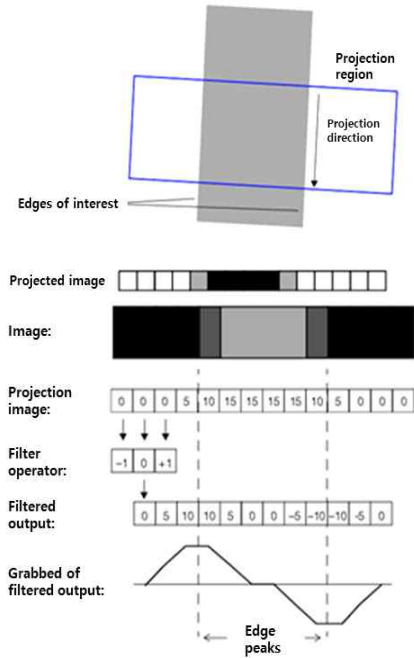 Projection
region
Projection
direction
Edges of interest
Projected image
Image:
Projection
image:
0 0 0 5 10 15 15 15 15 10 5 0 0 0
Filter
operator:
-1 0 +1
Filtered
output:
0 5 10 10 5 0 0 -5 -10 -10 -5 0
Grabbed of
filtered output:
Edge
peaks